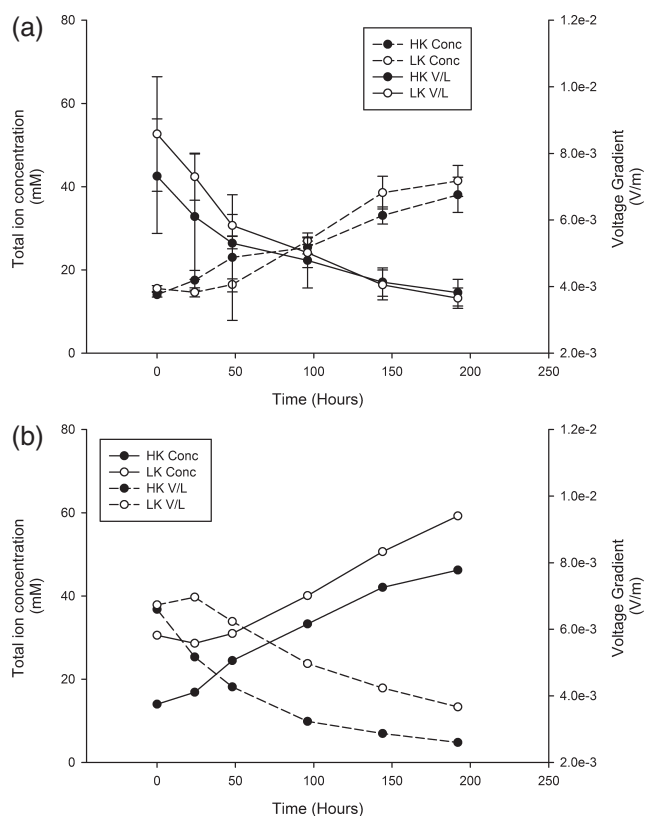 (a)
80
60
40
20
0
Total ion concentration
(mM)
1.2e-2
1.0e-2
8.0e-3
6.0e-3
4.0e-3
2.0e-3
Voltage Gradient
(V/m)
HK Conc
LK Conc
HK V/L
LK V/L
0 50 100 150 200 250
Time (Hours)
(b)
80
60
40
20
0
Total ion concentration
(mM)
1.2e-2
1.0e-2
8.0e-3
6.0e-3
4.0e-3
2.0e-3
Voltage Gradient
(V/m)
HK Conc
LK Conc
HK V/L
LK V/L
0 50 100 150 200 250
Time (Hours)